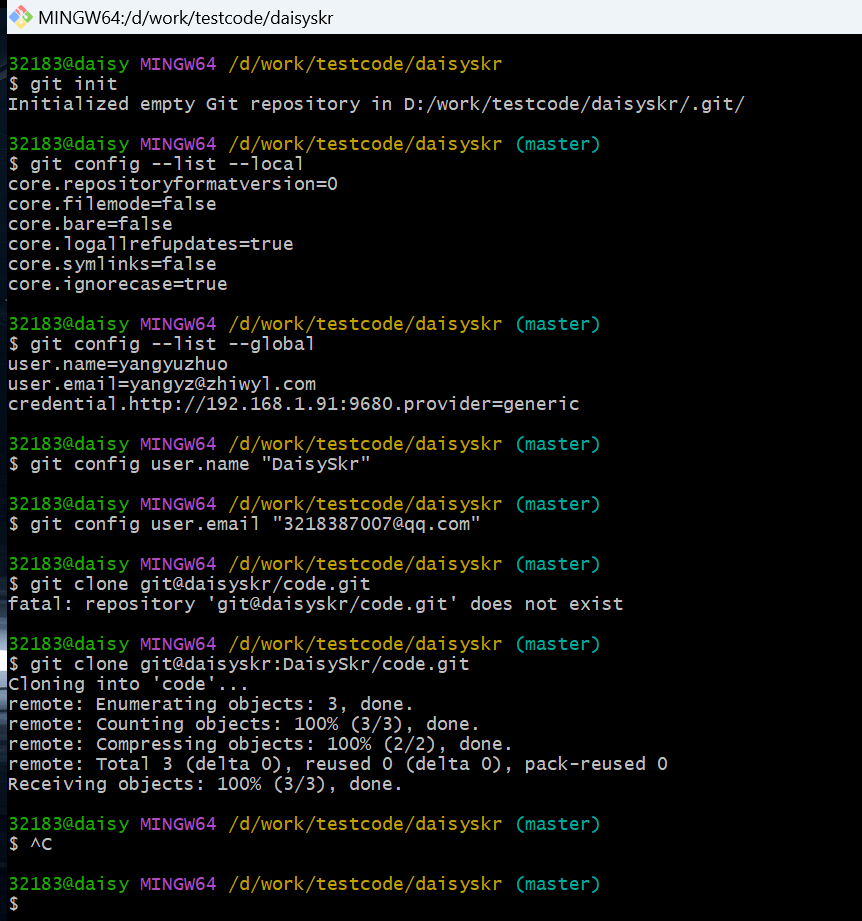 MINGW64:/d/work/testcode/daisyskr
32183@daisy MINGW64 /d/work/testcode/daisyskr
$ git init
Initialized empty Git repository in D:/work/testcode/daisyskr/.git/
32183@daisy MINGW64 /d/work/testcode/daisyskr (master)
$ git config --list --local
core.repositoryformatversion=0
core.filemode=false
core.bare=false
core.logallrefupdates=true
core.symlinks=false
core.ignorecase=true
32183@daisy MINGW64 /d/work/testcode/daisyskr (master)
$ git config --list --global
user.name=yangyuzhuo
user.email=yangyz@zhiwyl.com
credential.http://192.168.1.91:9680.provider=generic
32183@daisy MINGW64 /d/work/testcode/daisyskr (master)
$ git config user.name "DaisySkr"
32183@daisy MINGW64 /d/work/testcode/daisyskr (master)
$ git config user.email "3218387007@qq.com"
32183@daisy MINGW64 /d/work/testcode/daisyskr (master)
$ git clone git@daisyskr/code.git
fatal: repository 'git@daisyskr/code.git' does not exist
32183@daisy MINGW64 /d/work/testcode/daisyskr (master)
$ git clone git@daisyskr:DaisySkr/code.git
Cloning into 'code'...
remote: Enumerating objects: 3, done.
remote: Counting objects: 100% (3/3), done.
remote: Compressing objects: 100% (2/2), done.
remote: Total 3 (delta 0), reused 0 (delta 0), pack-reused 0
Receiving objects: 100% (3/3), done.
32183@daisy MINGW64 /d/work/testcode/daisyskr (master)
$ ^C
32183@daisy MINGW64 /d/work/testcode/daisyskr (master)
$